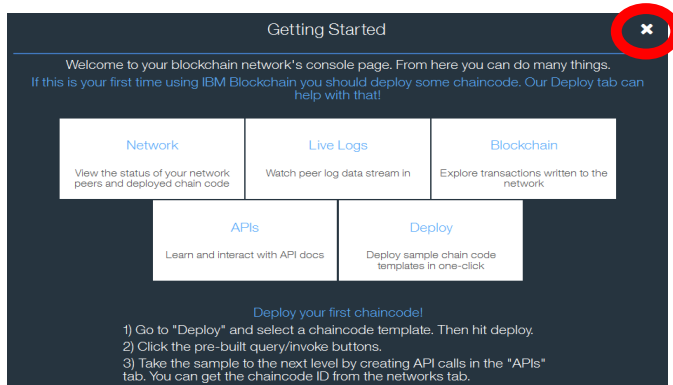 Getting Started
Welcome to your blockchain network's console page. From here you can do many things.
If this is your first time using IBM Blockchain you should deploy some chaincode. Our Deploy tab can
help with that!
Network
View the status of your network
peers and deployed chain code
Live Logs
Watch peer log data stream in
Blockchain
Explore transactions written to the
network
APIs
Learn and interact with API docs
Deploy
Deploy sample chain code
templates in one-click
Deploy your first chaincode!
1) Go to "Deploy" and select a chaincode template. Then hit deploy.
2) Click the pre-built query/invoke buttons.
3) Take the sample to the next level by creating API calls in the "APIs"
tab. You can get the chaincode ID from the networks tab.